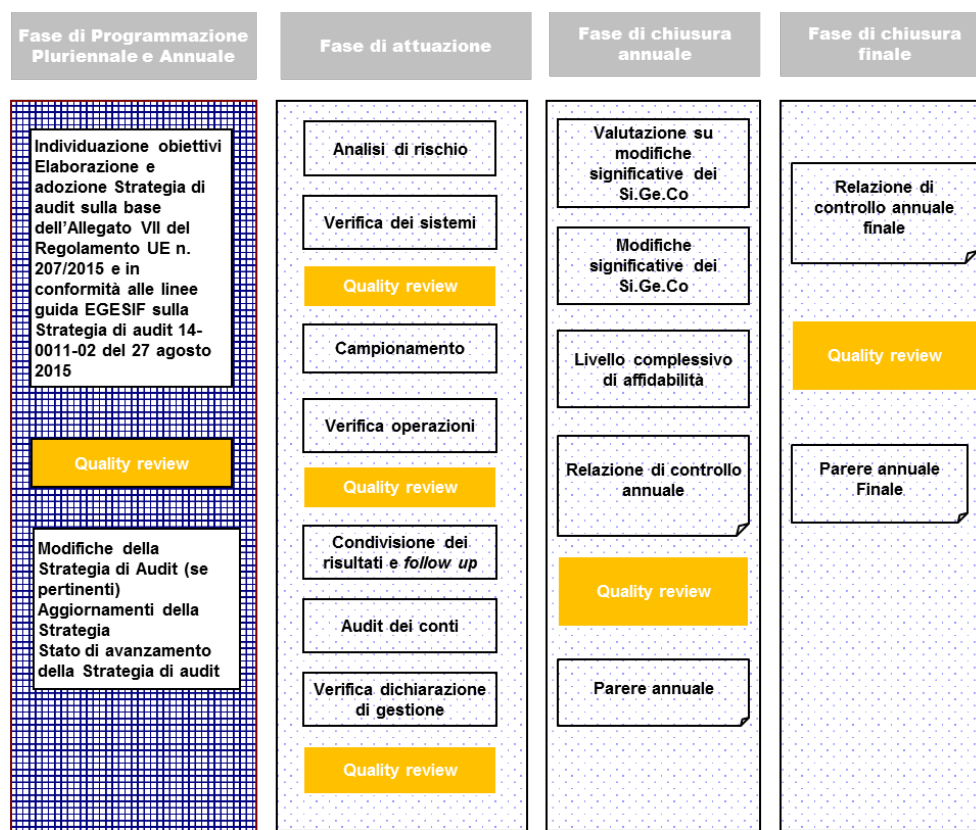 Fase di Programmazione
Pluriennale e Annuale
Individuazione obiettivi
Elaborazione e
adozione Strategia di
audit sulla base
dell'Allegato VII del
Regolamento UE n.
207/2015 e in
conformità alle linee
guida EGESIF sulla
Strategia di audit 14-
0011-02 del 27 agosto
2015
Quality review
Modifiche della
Strategia di Audit (se
pertinenti)
Aggiornamenti della
Strategia
Stato di avanzamento
della Strategia di audit
Fase di attuazione
Analisi di rischio
Verifica dei sistemi
Quality review
Campionamento
Verifica operazioni
Quality review
Condivisione dei
risultati e follow up
Audit dei conti
Verifica dichiarazione
di gestione
Quality review
Fase di chiusura
annuale
Valutazione su
modifiche
significative dei
Si.Ge.Co
Modifiche
significative dei
Si.Ge.Co
Livello complessivo
di affidabilità
Relazione di controllo
annuale
Quality review
Parere annuale
Fase di chiusura
finale
Relazione di
controllo annuale
finale
Quality review
Parere annuale
Finale